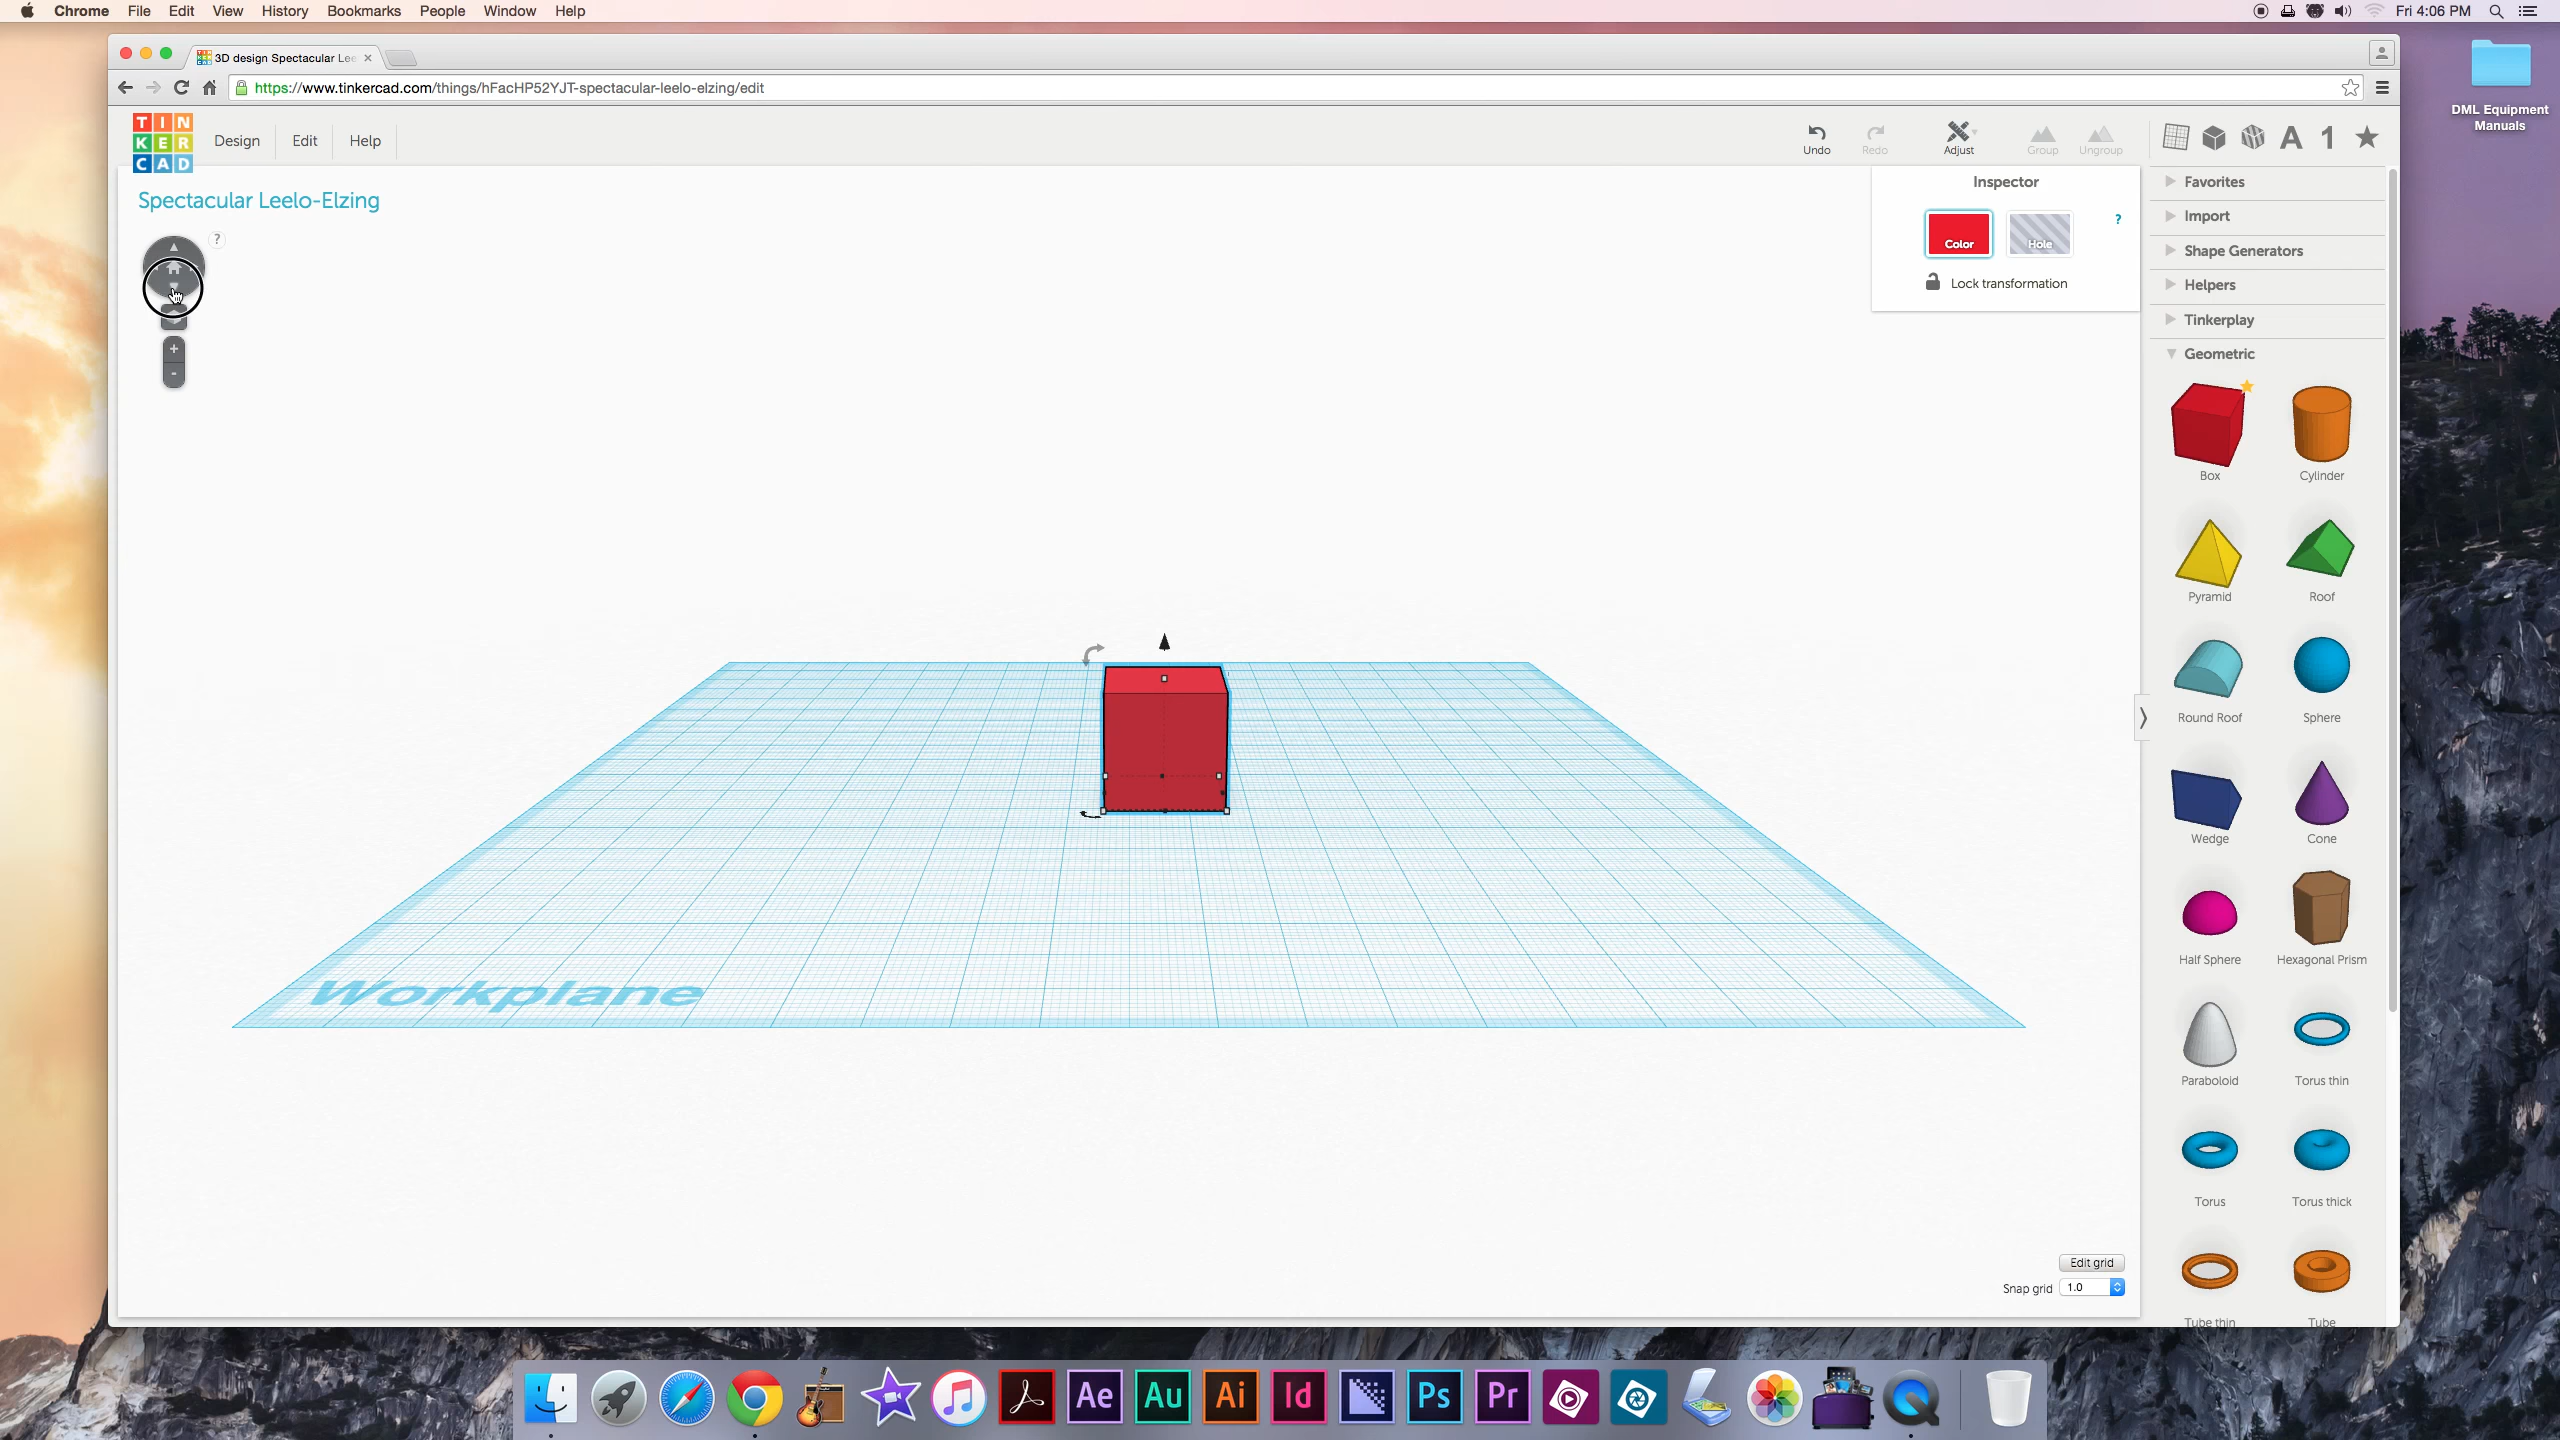 Chrome File Edit View History Bookmarks People Window Help
Fri 4:06 PM
3D design Spectacular Lee
https://www.tinkercad.com/things/hFacHP52YJT-spectacular-leelo-elzing/edit
DML Equipment
Manuals
TIN
KER
CAD
Design Edit Help
Undo Redo Adjust Group Ungroup
A 1
Spectacular Leelo-Elzing
?
+
-
Inspector
Color Hole ?
Lock transformation
Favorites
Import
Shape Generators
Helpers
Tinkerplay
Geometric
Box Cylinder
Pyramid Roof
Round Roof Sphere
Wedge Cone
Half Sphere Hexagonal Prism
Paraboloid Torus thin
Torus Torus thick
Tube thin Tube
Workplane
Edit grid
Snap grid 1.0
Ae Au Ai Id Ps Pr